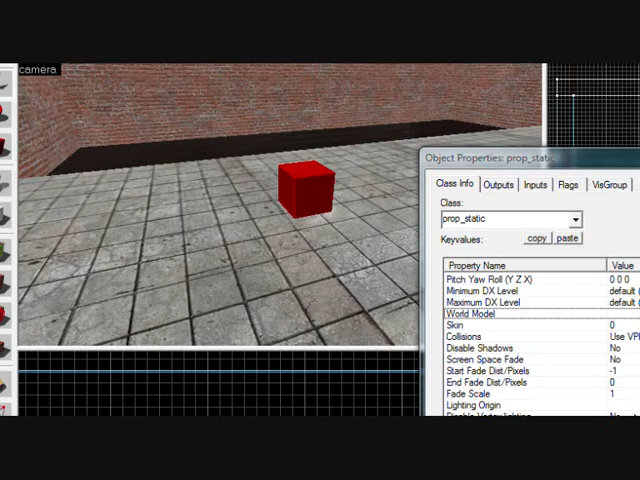 camera
Object Properties: prop_static
Class Info Outputs Inputs Flags VisGroup
Class:
prop_static
Keyvalues: copy paste
Property Name Value
Pitch Yaw Roll (Y Z X) 0 0 0
Minimum DX Level default (
Maximum DX Level default (
World Model
Skin 0
Collisions Use VP
Disable Shadows No
Screen Space Fade No
Start Fade Dist/Pixels -1
End Fade Dist/Pixels 0
Fade Scale 1
Lighting Origin